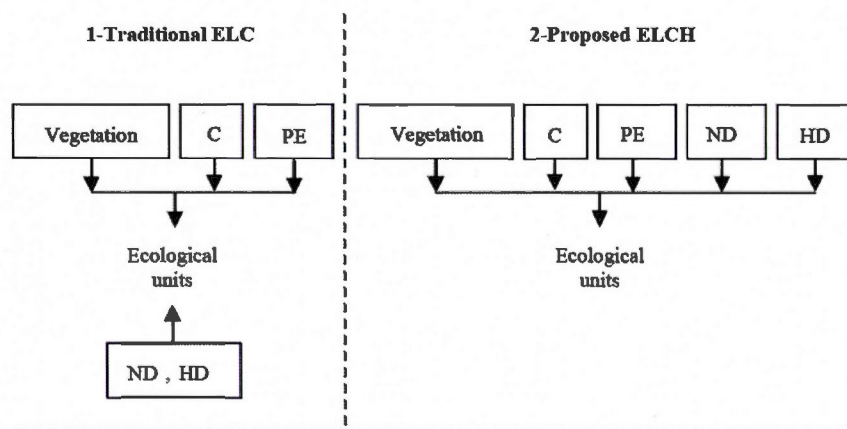 1-Traditional ELC
Vegetation
C
PE
Ecological
units
ND , HD
2-Proposed ELCH
Vegetation
C
PE
ND
HD
Ecological
units